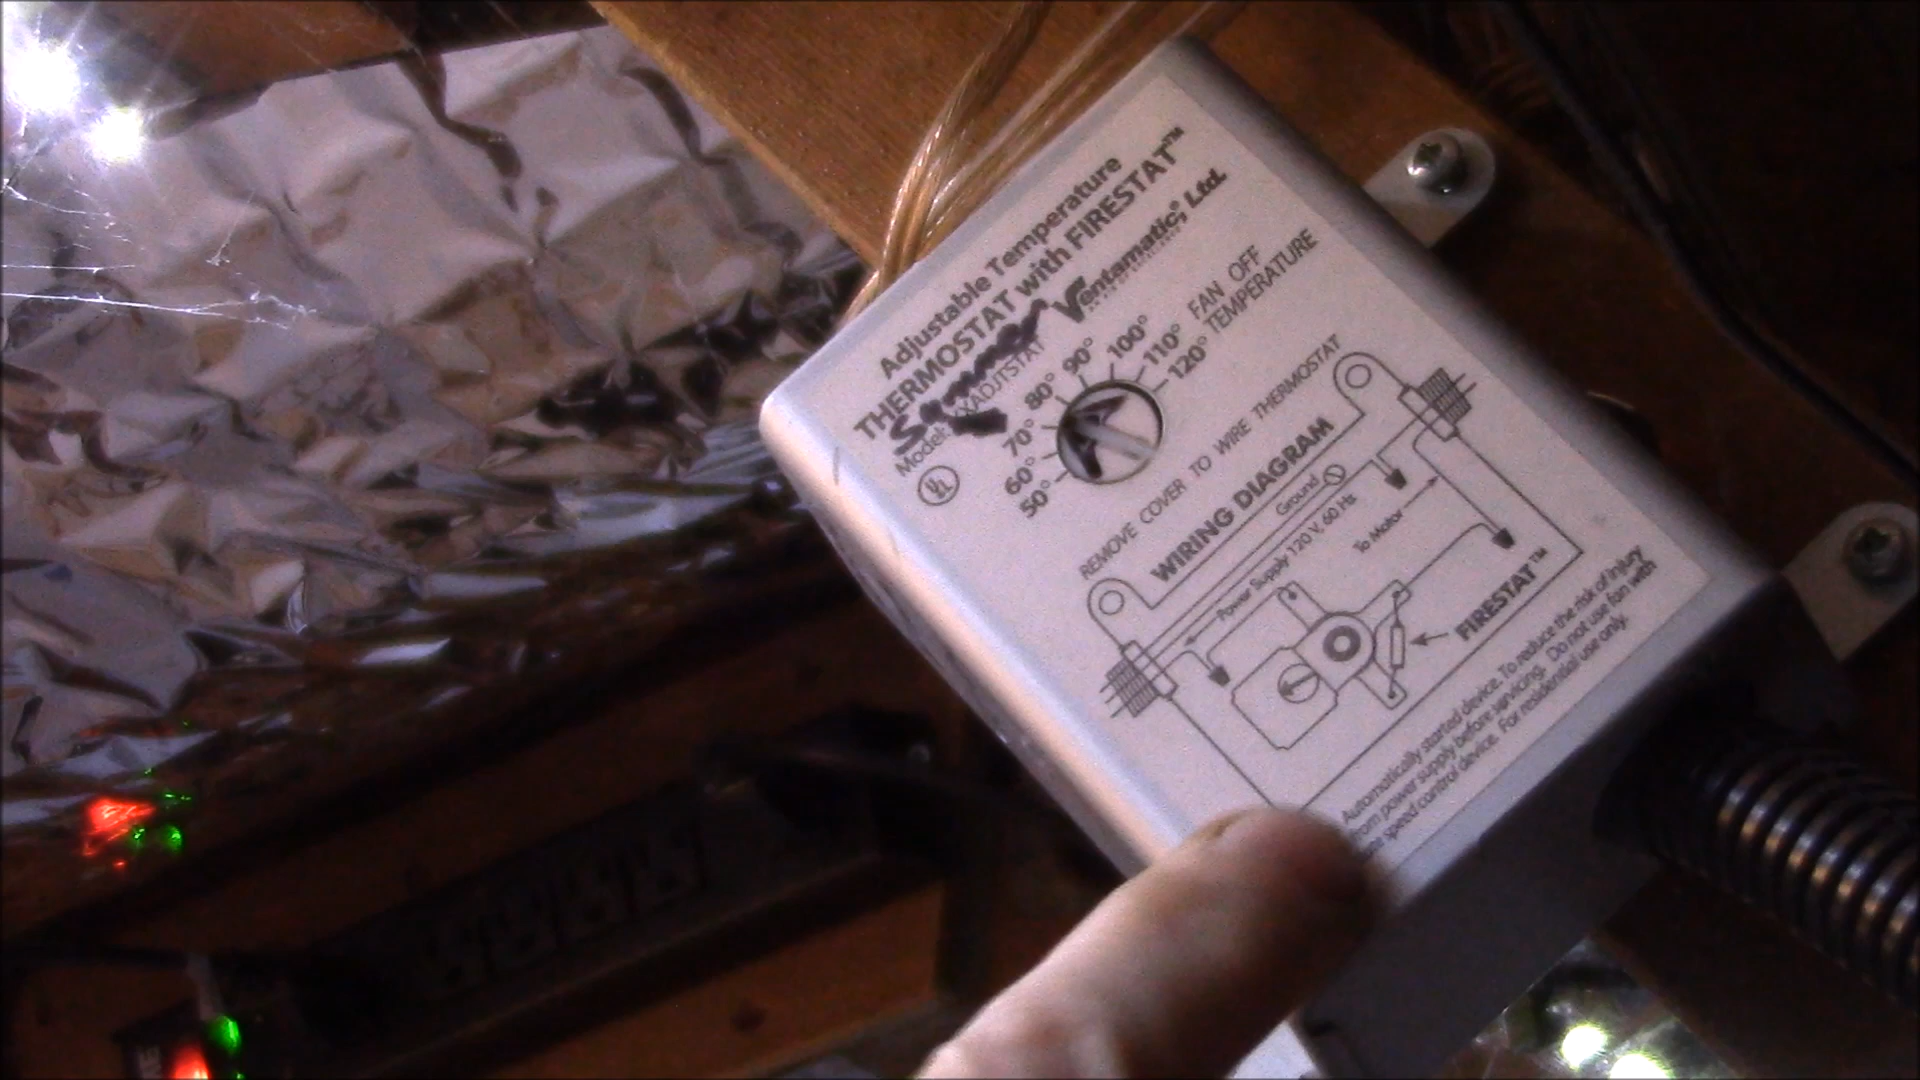 Adjustable Temperature
THERMOSTAT with FIRESTAT™
Summer
Ventamatic®, Ltd.
Model: XXADJTSTAT
UL
50° 60° 70° 80° 90° 100° 110° 120°
FAN OFF
TEMPERATURE
REMOVE COVER TO WIRE THERMOSTAT
WIRING DIAGRAM
Ground
Power Supply 120 V, 60 Hz
To Motor
FIRESTAT™
Automatically started device. To reduce the risk of injury
from power supply before servicing. Do not use fan with
speed control device. For residential use only.